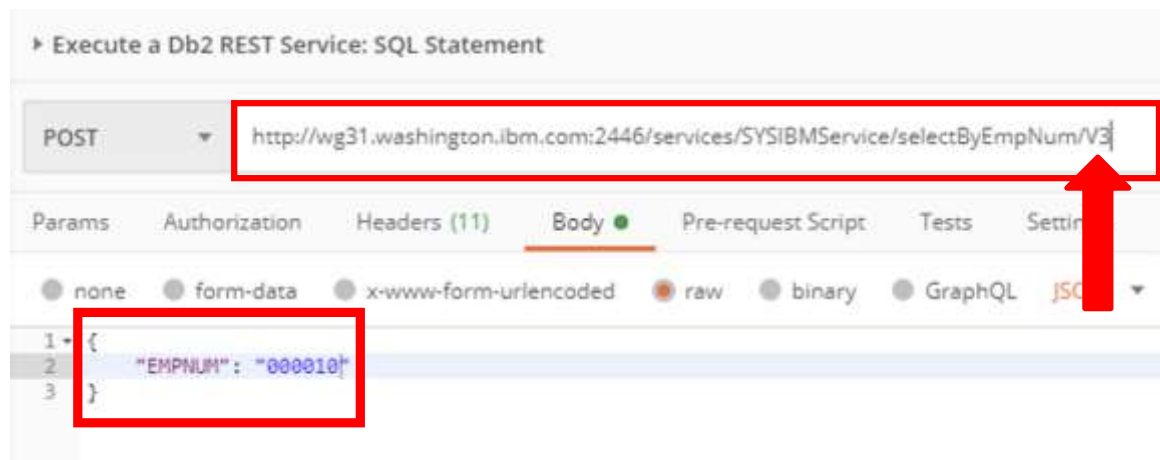 Execute a Db2 REST Service: SQL Statement
POST http://wg31.washington.ibm.com:2446/services/SYSIBMService/selectByEmpNum/V3
Params Authorization Headers (11) Body Pre-request Script Tests
none form-data x-www-form-urlencoded raw binary GraphQL
1 {
2 "EMPNUM": "000010"
3 }